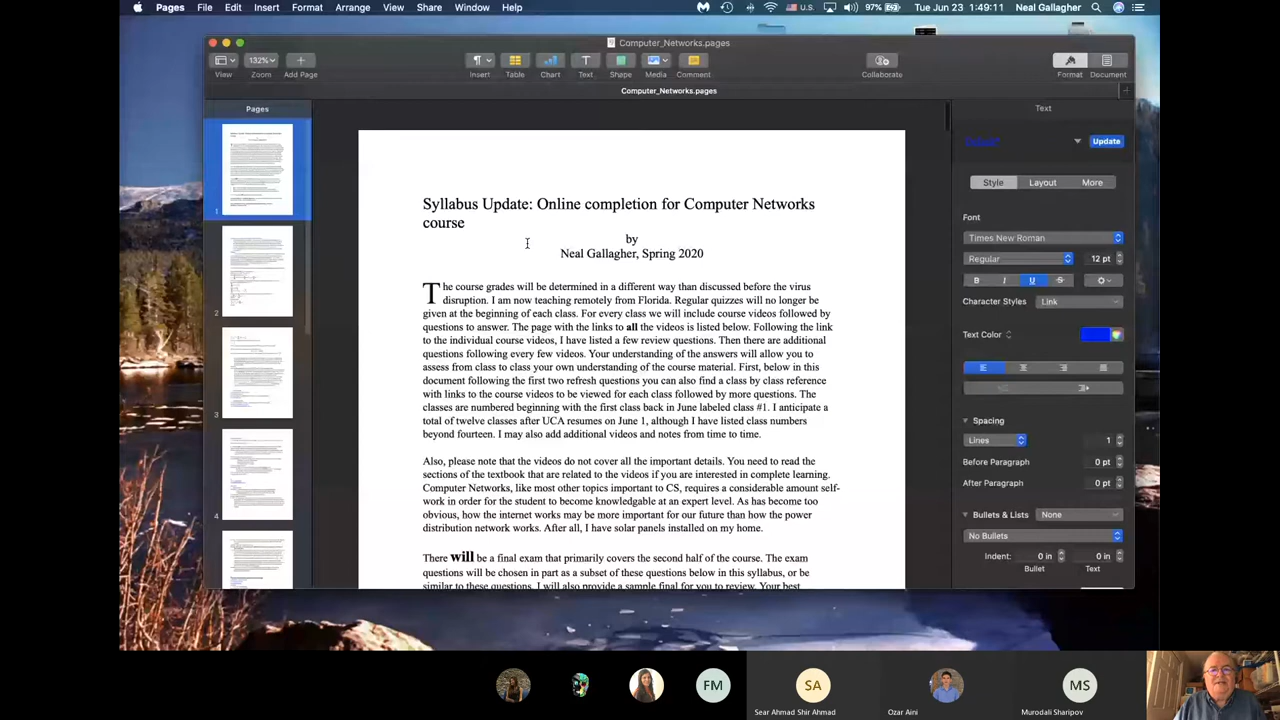 Pages File Edit Insert Format Arrange View Share Window Help
U.S. 97% Tue Jun 23 1:49:11 Neal Gallagher
Computer_Networks.pages
132%
View Zoom Add Page Insert Table Chart Text Shape Media Comment Collaborate Format Document
Computer_Networks.pages
Pages
Text
Update
Style Layout More
Font
Times New Roman
Regular 12 pt
B I S
Character Styles Link
Text Color
Spacing
Lines
Before Paragraph
After Paragraph 0 pt
Bullets & Lists None
No Bullets
Indent: 0 in 0 in
Bullet Text
1
2
3
4
Syllabus Update: Online completion for Computer Networks
course
by
Neal Gallagher, Spring 2020
The course grades will be determined in a different way than discussed before the virus
disruption. I am now teaching remotely from Florida. Regular quizzes will no longer be
given at the beginning of each class. For every class we will include course videos followed by
questions to answer. The page with the links to all the videos is listed below. Following the link
to the individual course videos, I have listed a few review questions. Then there are additional
questions following every few videos. Your understanding of the answers will allow you to
assess from class to class your own understanding of the course material. First, below in this
document following the first two refresh questions you can also find a class by class reference
with links to the course videos to be viewed for each class followed by more questions. The
classes are numbered beginning with the first class back in June labeled class #1. I anticipate a
total of twelve classes after UCA resumes on June 1, although I have listed class numbers
beyond fourteen. I may also add additional videos and notes from time to time.
Also, please note that the videos do not cover all the important details. You need to read the
sections of the textbook that are related to the videos if you are interested in complete learning.
Computer Networks, like most other topics important to CS, requires a considerable amount self-
work in order for the student to become knowledgable at an expert level. As has become too
obvious, how the internet works may be more important for our future than how the power
distribution network works. After all, I have solar panels installed on my home.
There will be a final exam that primarily covers the second half of the course. The exam
questions will be chosen in part as a subset of these questions below in this syllabus, or be
similar to these questions. I will also provide a sample final for you to review. Your best
FM
SA
MS
Sear Ahmad Shir Ahmad
Ozar Aini
Murodali Sharipov